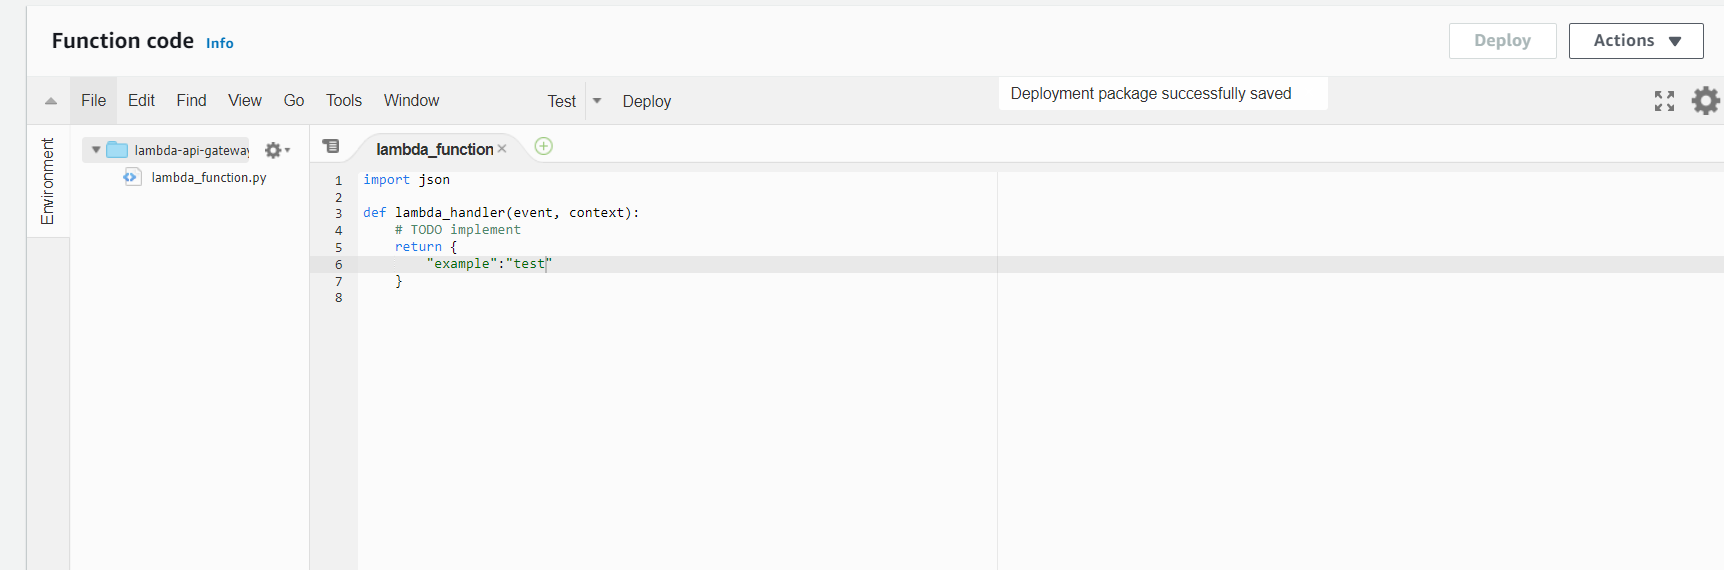 Function code Info
Deploy Actions
File Edit Find View Go Tools Window Test Deploy
Deployment package successfully saved
Environment
lambda-api-gateway
lambda_function.py
lambda_function
1 import json
2
3 def lambda_handler(event, context):
4 # TODO implement
5 return {
6 "example":"test"
7 }
8